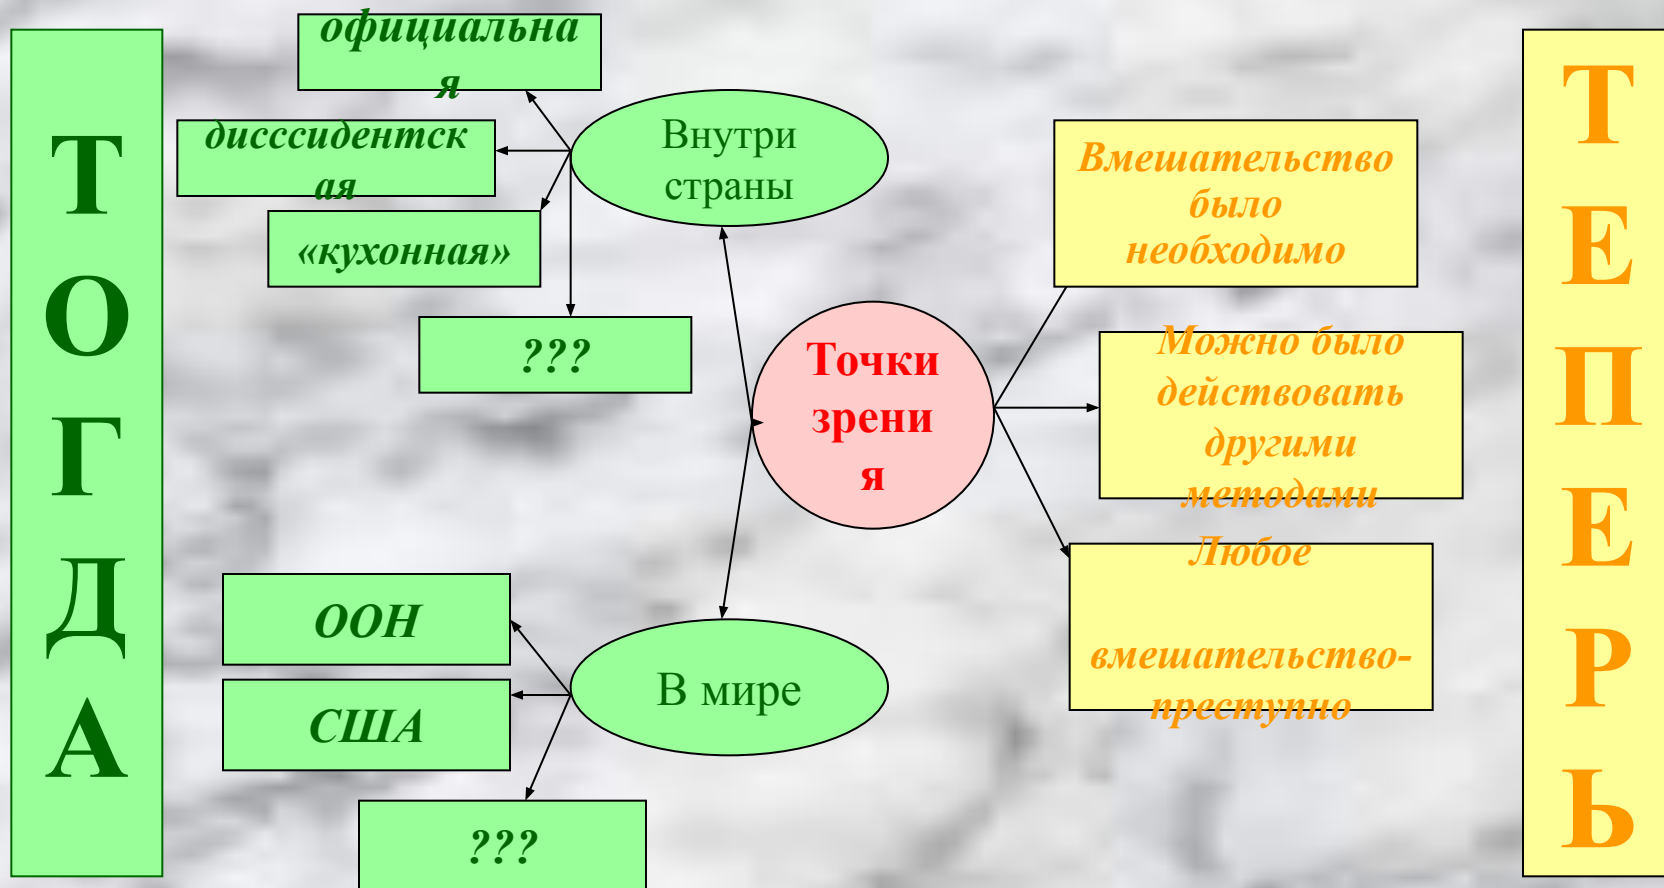 Т
О
Г
Д
А
официальна
я
дисссидентск
ая
«кухонная»
???
Внутри
страны
Точки
зрени
я
ООН
США
???
В мире
Вмешательство
было
необходимо
Можно было
действовать
другими
методами
Любое
вмешательство-
преступно
Т
Е
П
Е
Р
Ь